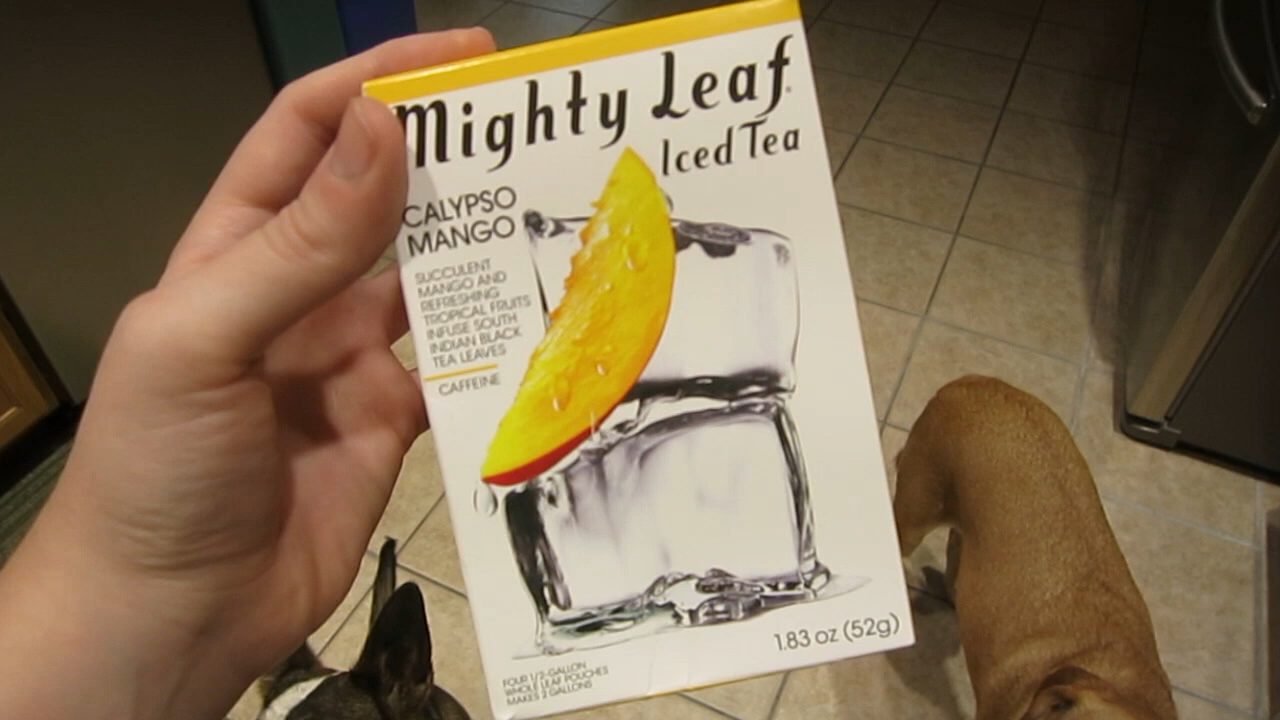 Mighty Leaf
Iced Tea
CALYPSO
MANGO
SUCCULENT
MANGO AND
REFRESHING
TROPICAL FRUITS
INFUSE SOUTH
INDIAN BLACK
TEA LEAVES
CAFFEINE
1.83 oz (52g)
FOUR 1/2-GALLON
WHOLE LEAF POUCHES
MAKES 2 GALLONS